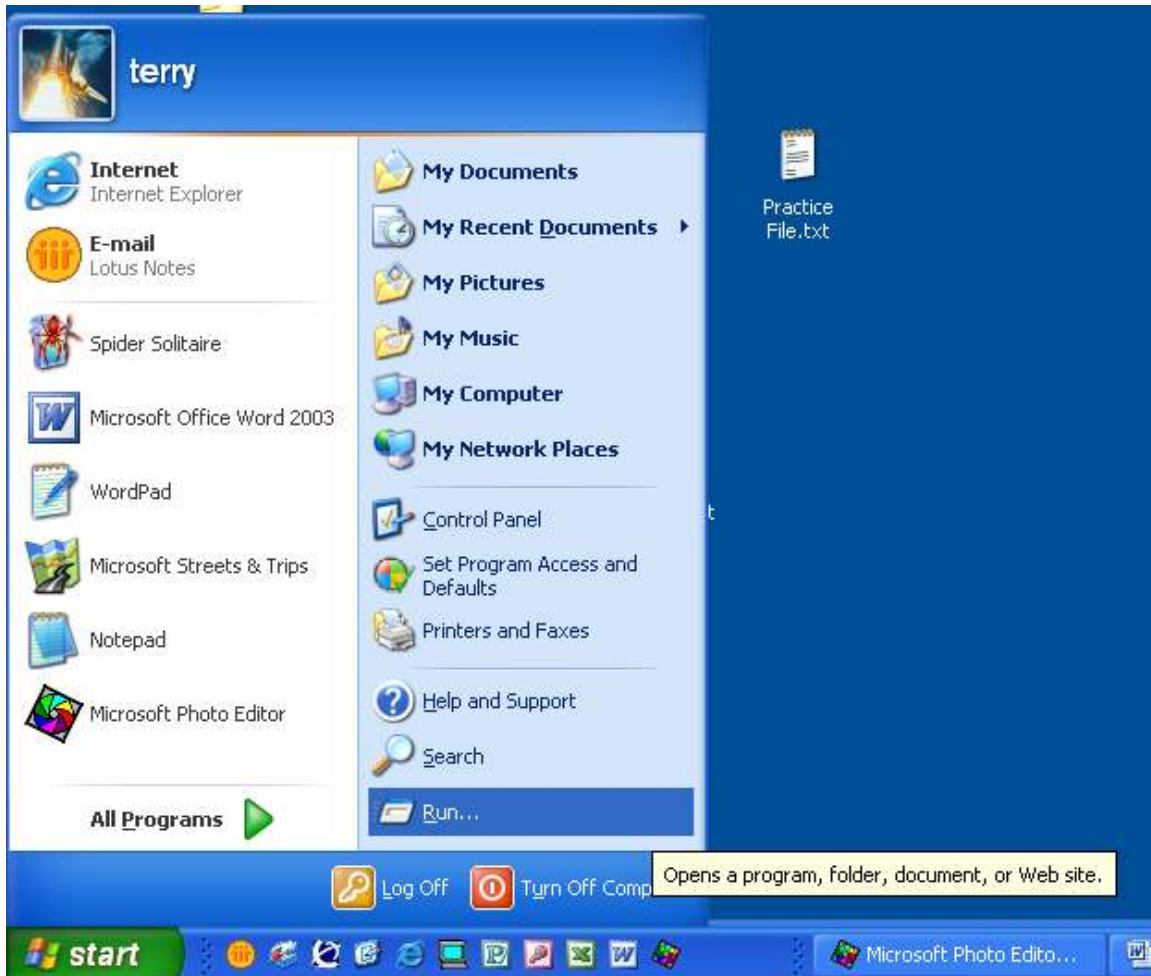 terry
Internet
Internet Explorer
E-mail
Lotus Notes
Spider Solitaire
Microsoft Office Word 2003
WordPad
Microsoft Streets & Trips
Notepad
Microsoft Photo Editor
All Programs
My Documents
My Recent Documents
My Pictures
My Music
My Computer
My Network Places
Control Panel
Set Program Access and
Defaults
Printers and Faxes
Help and Support
Search
Run...
Practice
File.txt
t
Opens a program, folder, document, or Web site.
Log Off
Turn Off Comp
start
Microsoft Photo Edito...